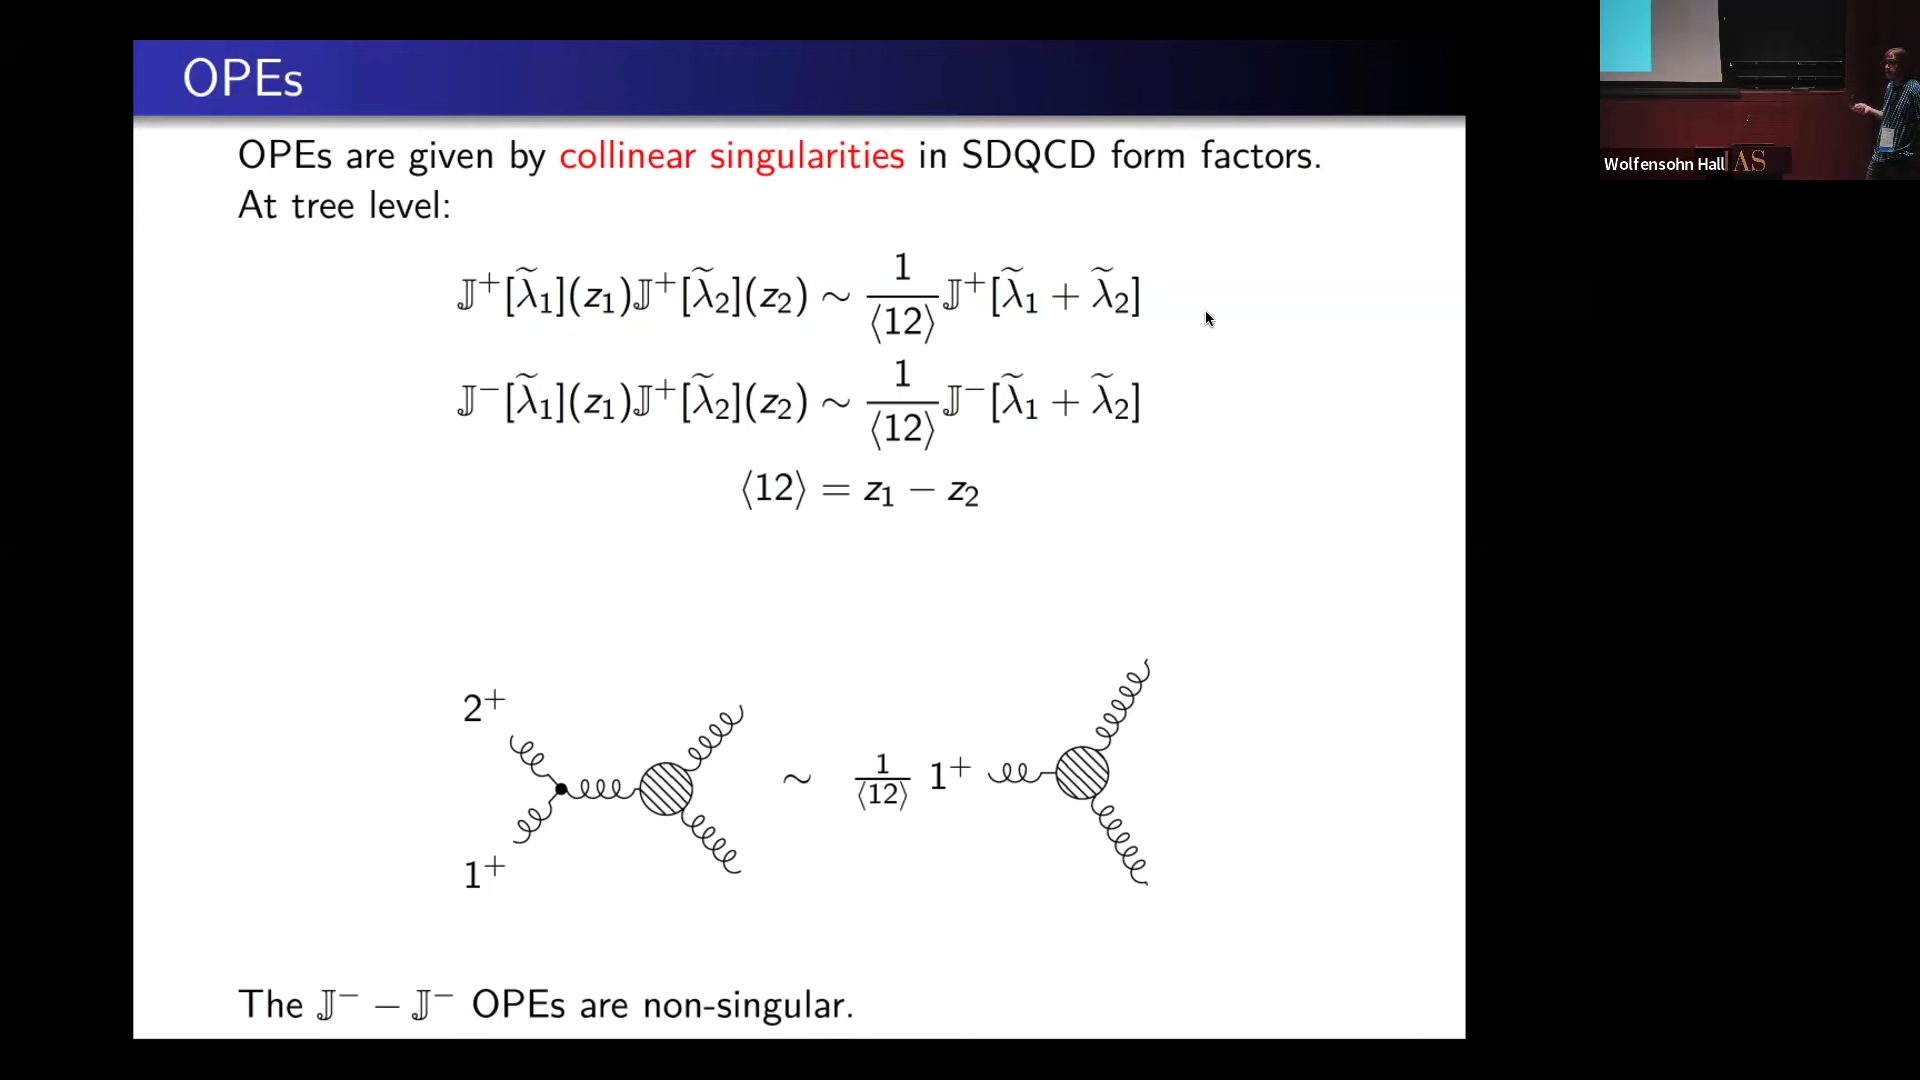 OPEs
OPEs are given by collinear singularities in SDQCD form factors.
At tree level:
𝕁⁺[λ̃₁](z₁)𝕁⁺[λ̃₂](z₂) ∼ 1/⟨12⟩ 𝕁⁺[λ̃₁ + λ̃₂]
𝕁⁻[λ̃₁](z₁)𝕁⁺[λ̃₂](z₂) ∼ 1/⟨12⟩ 𝕁⁻[λ̃₁ + λ̃₂]
⟨12⟩ = z₁ − z₂
2⁺
∼ 1/⟨12⟩ 1⁺
1⁺
The 𝕁⁻ − 𝕁⁻ OPEs are non-singular.
Wolfensohn Hall
AS